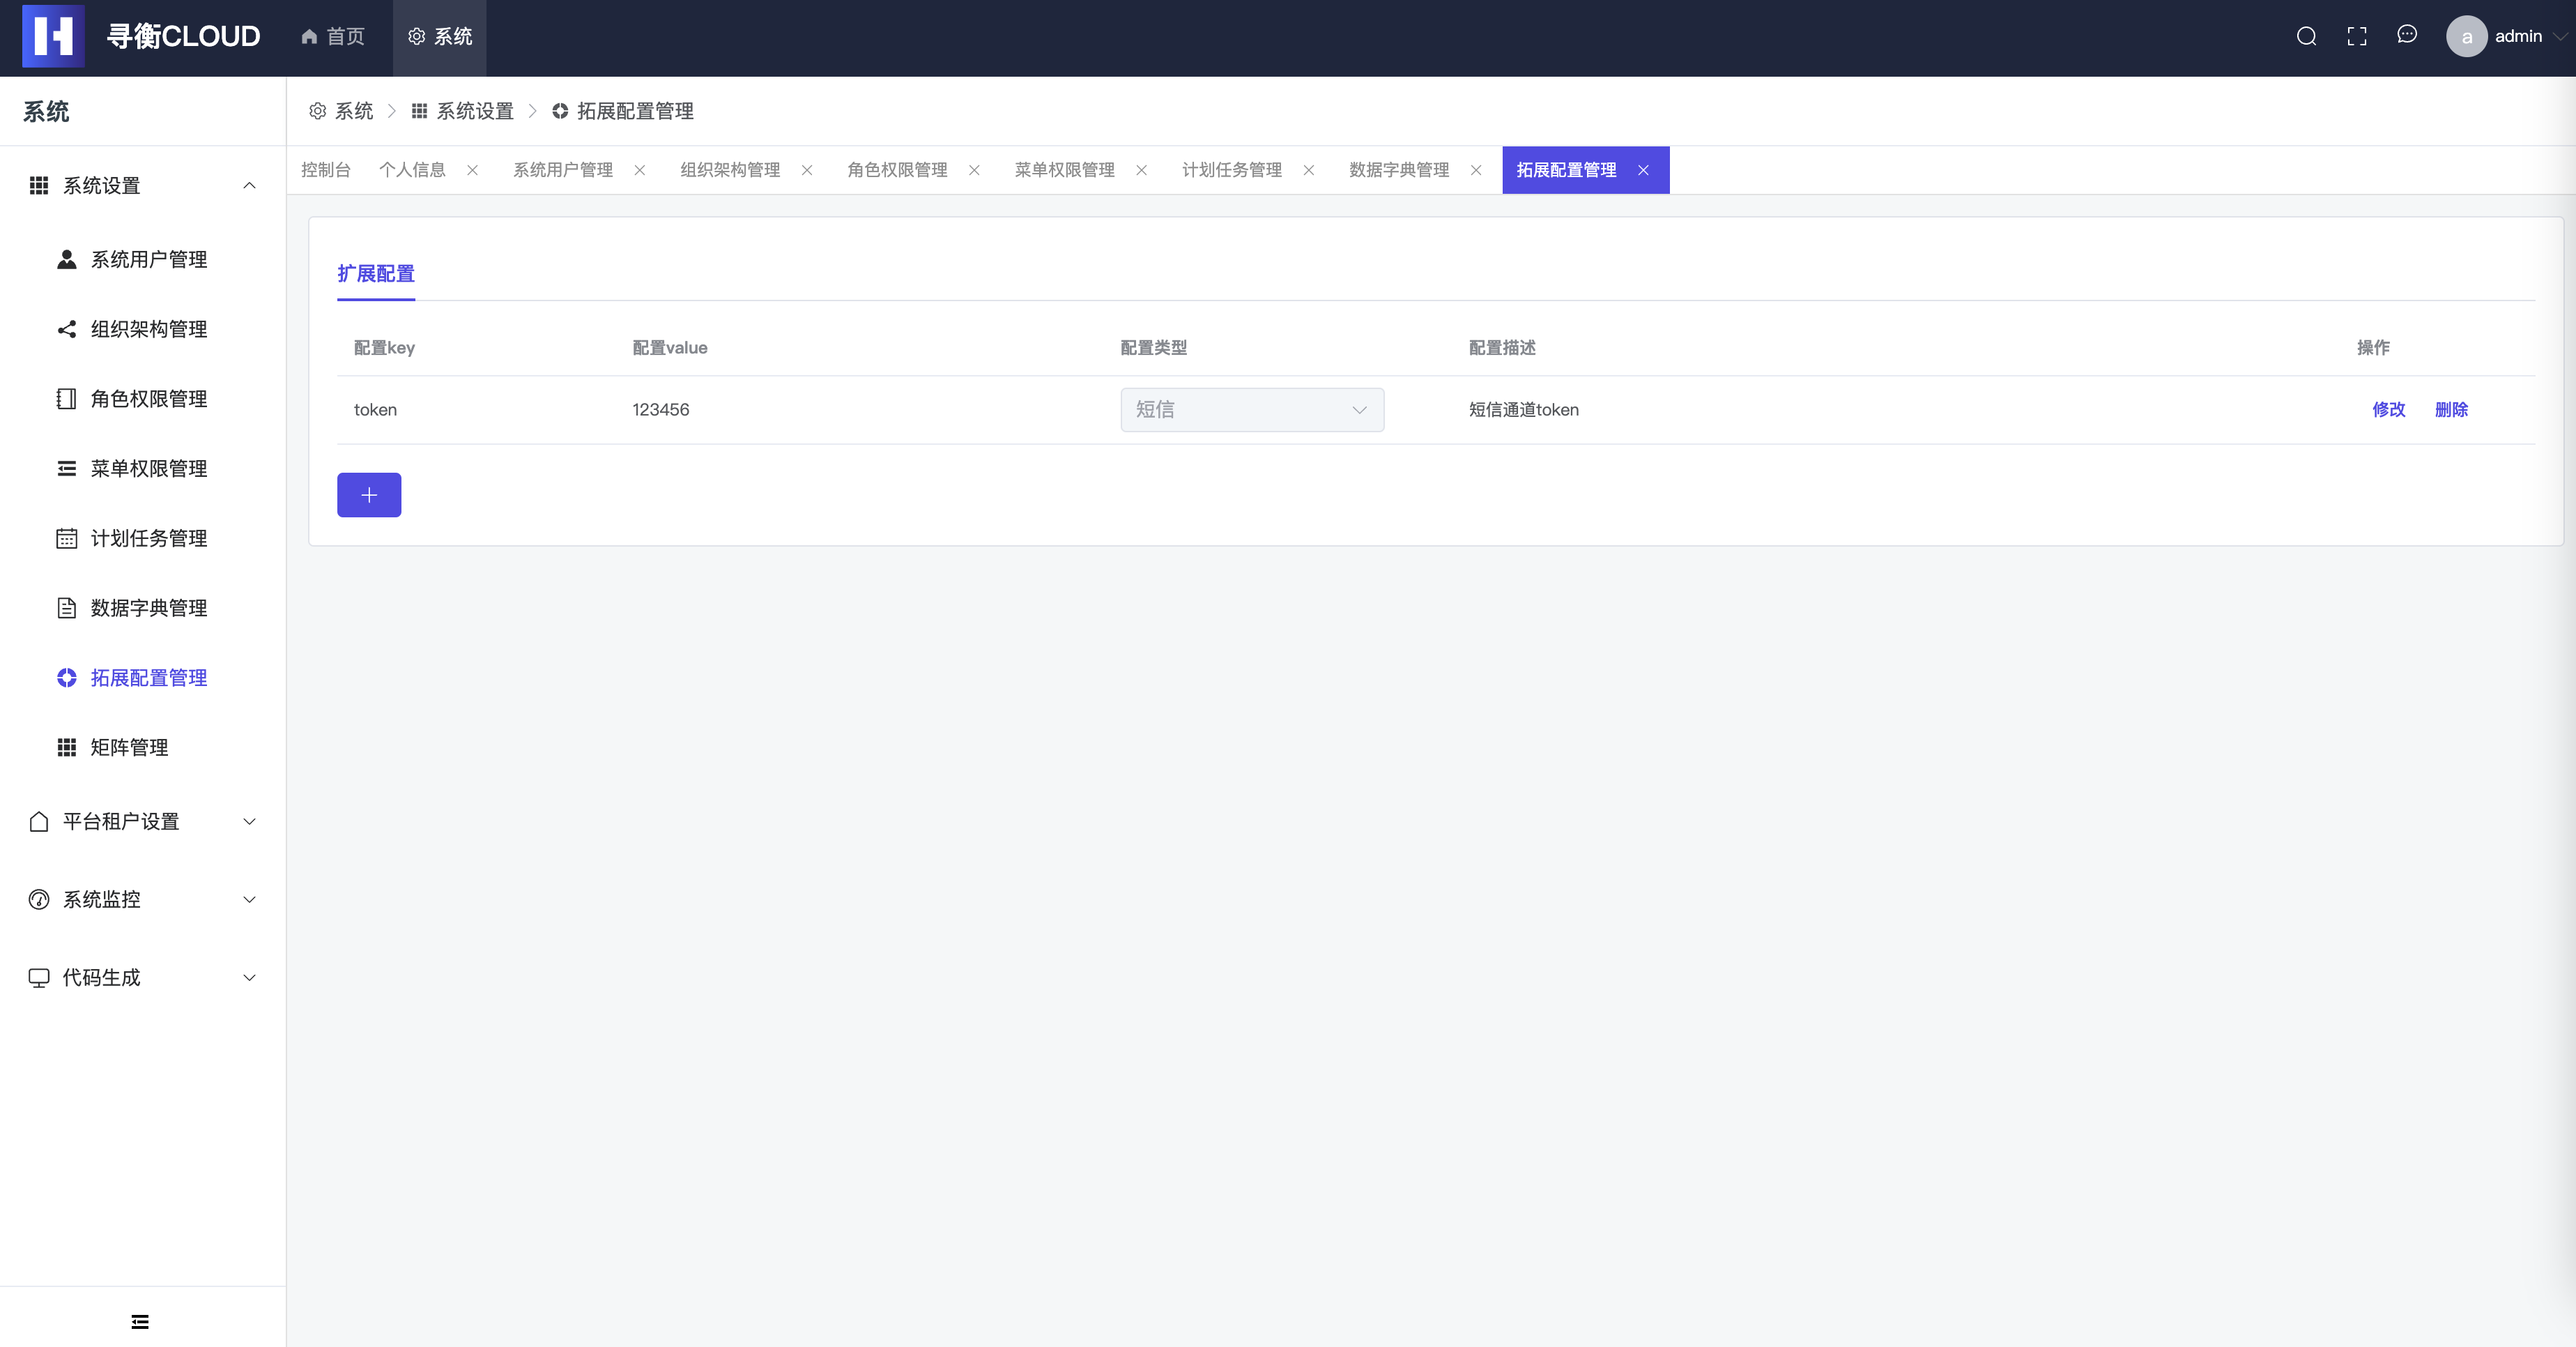 寻衡CLOUD 首页 系统 a admin
系统
系统 系统设置 拓展配置管理
控制台 个人信息 系统用户管理 组织架构管理 角色权限管理 菜单权限管理 计划任务管理 数据字典管理 拓展配置管理
系统设置
系统用户管理
组织架构管理
角色权限管理
菜单权限管理
计划任务管理
数据字典管理
拓展配置管理
矩阵管理
平台租户设置
系统监控
代码生成
扩展配置
配置key 配置value 配置类型 配置描述 操作
token 123456 短信 短信通道token 修改 删除